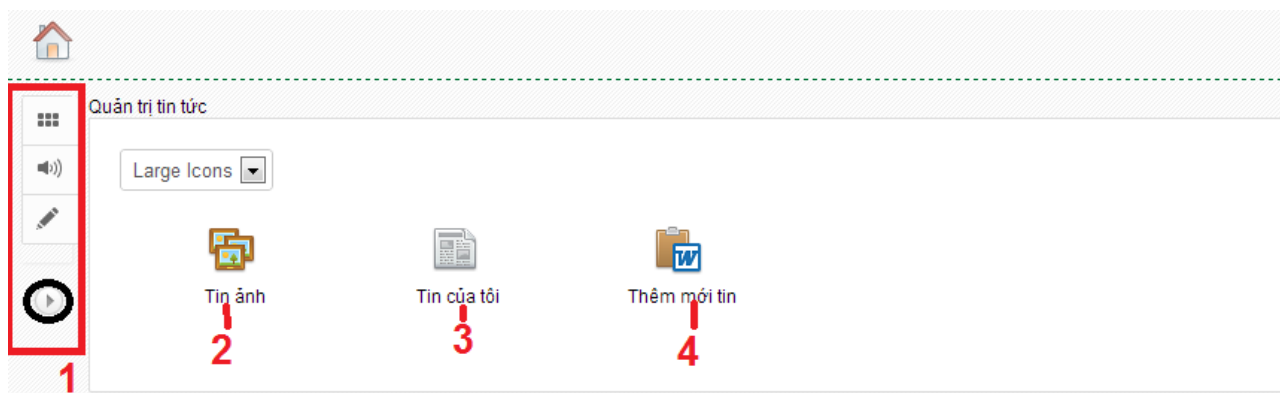 Quản trị tin tức
Large Icons
W
Tin ảnh
Tin của tôi
Thêm mới tin
2
3
4
1